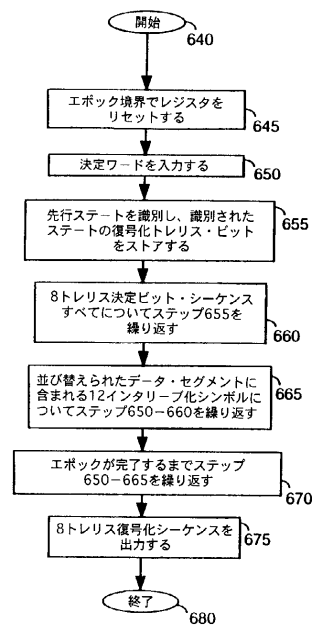 開始
640
エポック境界でレジスタを
リセットする
645
決定ワードを入力する
650
先行ステートを識別し、識別された
ステートの復号化トレリス・ビット
をストアする
655
8トレリス決定ビット・シーケンス
すべてについてステップ655を
繰り返す
660
並び替えられたデータ・セグメントに
含まれる12インタリーブ化シンボルに
ついてステップ650-660を繰り返す
665
エポックが完了するまでステップ
650-665を繰り返す
670
8トレリス復号化シーケンスを
出力する
675
終了
680